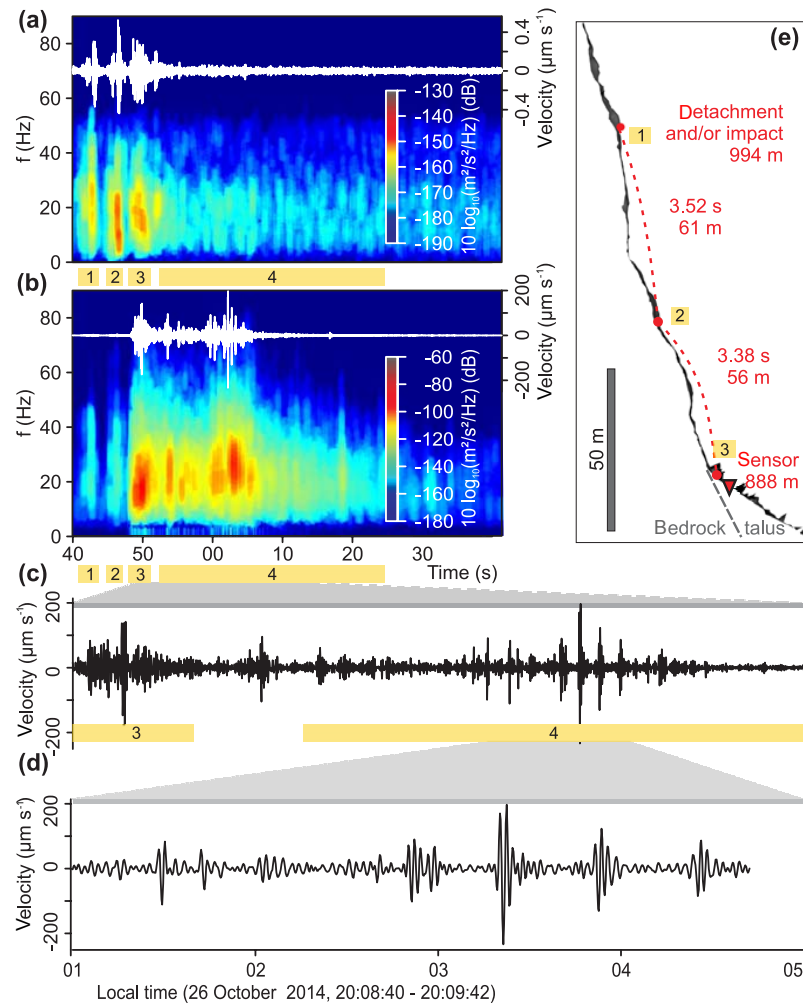 (a)
80
60
40
20
0
f (Hz)
0.4
0
-0.4
Velocity (µm s⁻¹)
-130
-140
-150
-160
-170
-180
-190
10 log₁₀(m²/s²/Hz) (dB)
1 2 3 4
(b)
80
60
40
20
0
f (Hz)
200
0
-200
Velocity (µm s⁻¹)
-60
-80
-100
-120
-140
-160
-180
10 log₁₀(m²/s²/Hz) (dB)
40 50 00 10 20 30
Time (s)
1 2 3 4
(e)
Detachment
and/or impact
994 m
1
3.52 s
61 m
2
3.38 s
56 m
3
Sensor
888 m
50 m
Bedrock talus
(c)
200
0
-200
Velocity (µm s⁻¹)
3 4
(d)
200
0
-200
Velocity (µm s⁻¹)
01 02 03 04 05
Local time (26 October 2014, 20:08:40 - 20:09:42)